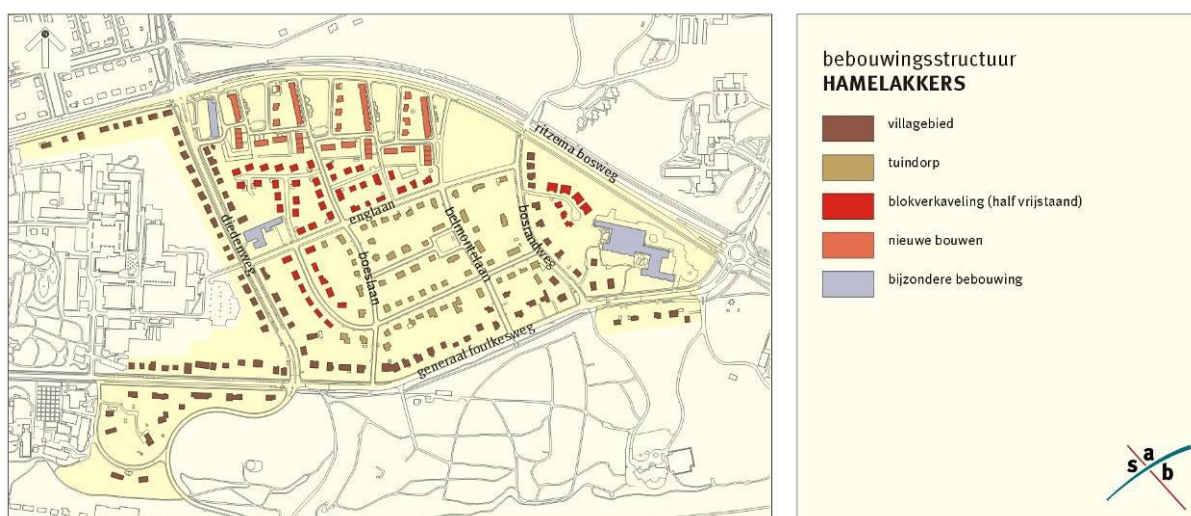 ritzema bosweg
englaan
diedenweg
boeslaan
belmontelaan
bosrandweg
generaal foulkesweg
bebouwingsstructuur
HAMELAKKERS
villagebied
tuindorp
blokverkaveling (half vrijstaand)
nieuwe bouwen
bijzondere bebouwing
s a b